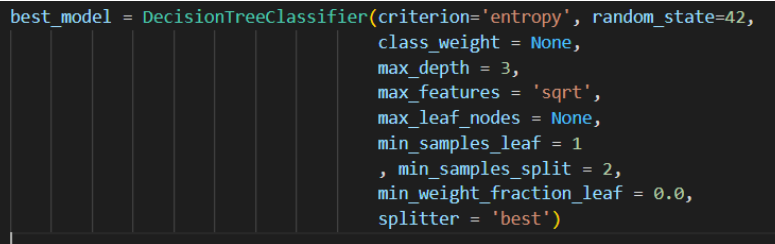 best_model = DecisionTreeClassifier(criterion='entropy', random_state=42,
class_weight = None,
max_depth = 3,
max_features = 'sqrt',
max_leaf_nodes = None,
min_samples_leaf = 1
, min_samples_split = 2,
min_weight_fraction_leaf = 0.0,
splitter = 'best')